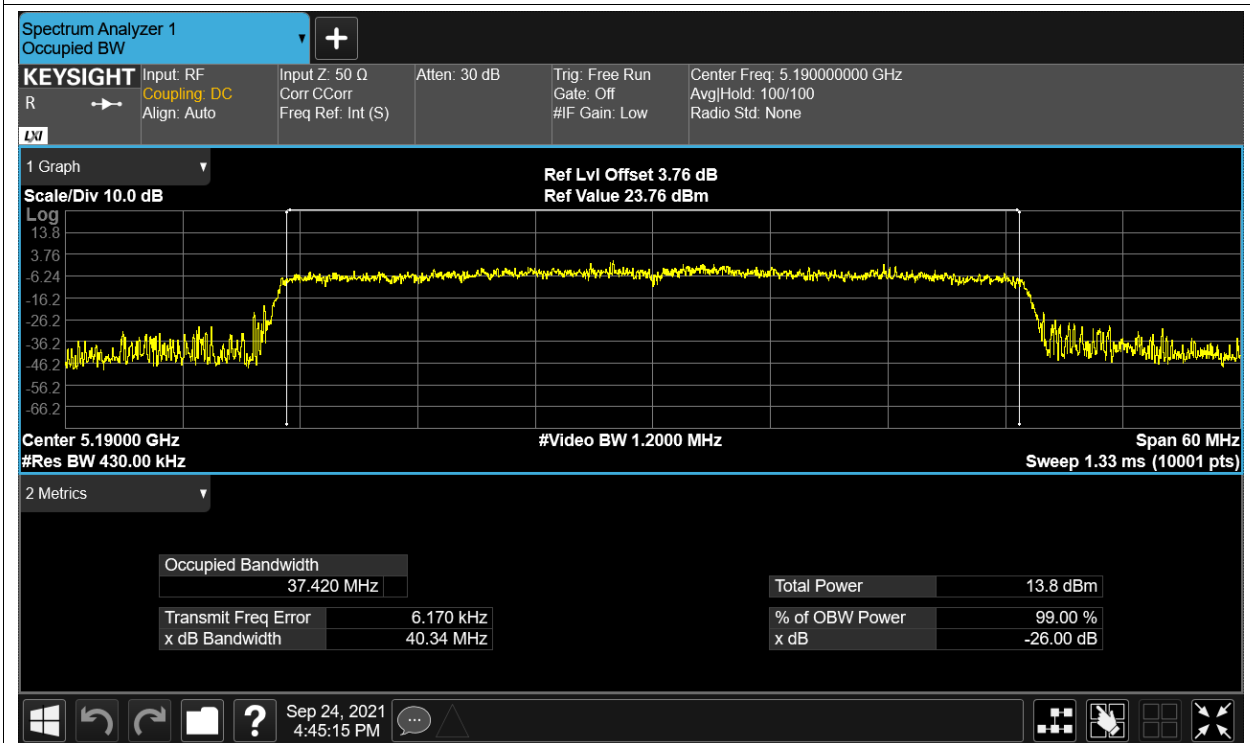 Spectrum Analyzer 1
Occupied BW
KEYSIGHT
R
LXI
Input: RF
Coupling: DC
Align: Auto
Input Z: 50 Ω
Corr CCorr
Freq Ref: Int (S)
Atten: 30 dB
Trig: Free Run
Gate: Off
#IF Gain: Low
Center Freq: 5.190000000 GHz
Avg|Hold: 100/100
Radio Std: None
1 Graph
Scale/Div 10.0 dB
Ref Lvl Offset 3.76 dB
Ref Value 23.76 dBm
Log
13.8
3.76
-6.24
-16.2
-26.2
-36.2
-46.2
-56.2
-66.2
Center 5.19000 GHz
#Video BW 1.2000 MHz
Span 60 MHz
#Res BW 430.00 kHz
Sweep 1.33 ms (10001 pts)
2 Metrics
Occupied Bandwidth
37.420 MHz
Total Power 13.8 dBm
Transmit Freq Error 6.170 kHz
% of OBW Power 99.00 %
x dB Bandwidth 40.34 MHz
x dB -26.00 dB
?
Sep 24, 2021
4:45:15 PM